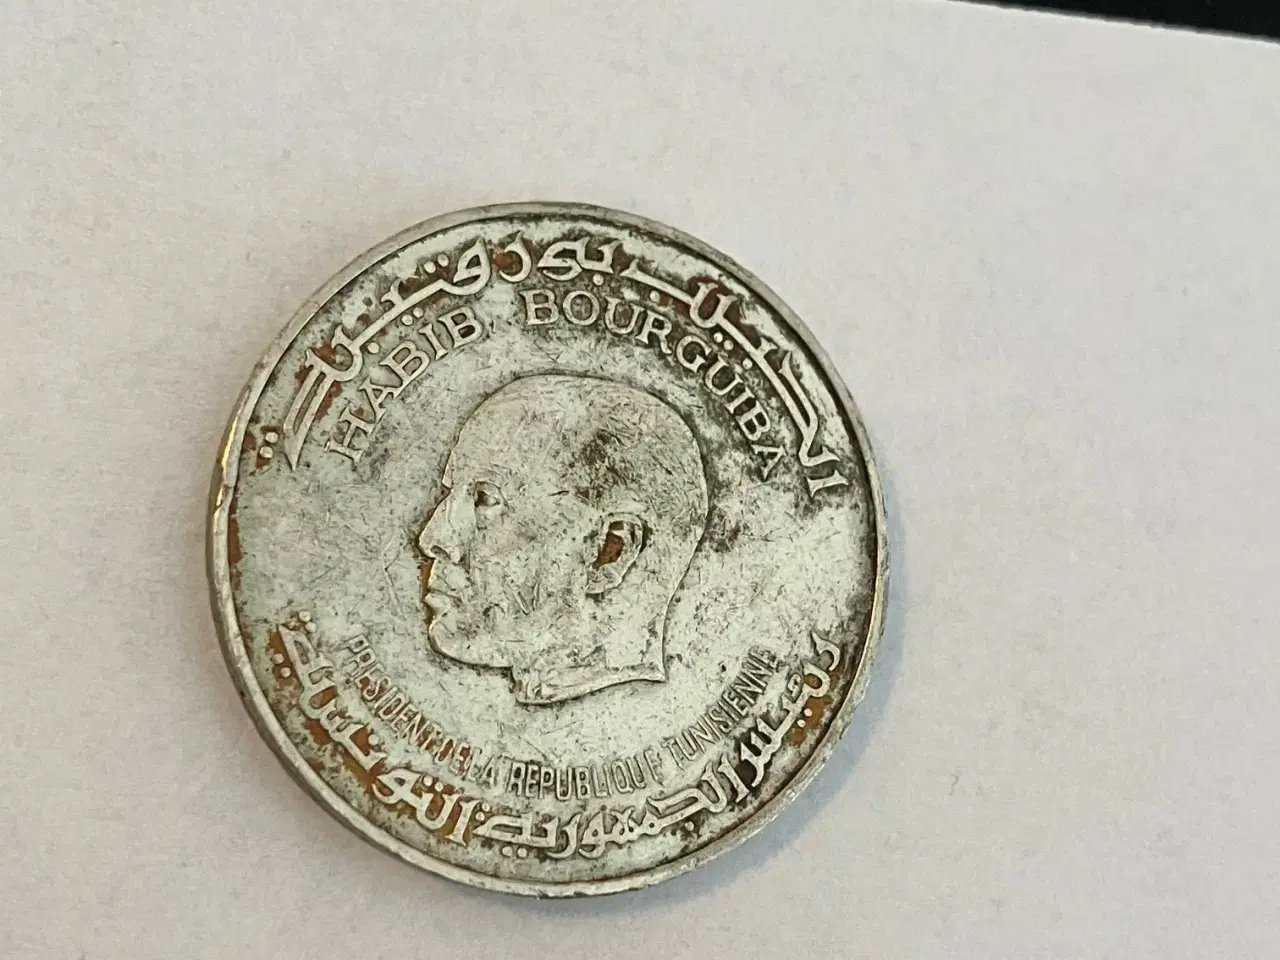 الحبيب بورقيبة
HABIB BOURGUIBA
PRESIDENT DE LA REPUBLIQUE TUNISIENNE
رئيس الجمهورية التونسية